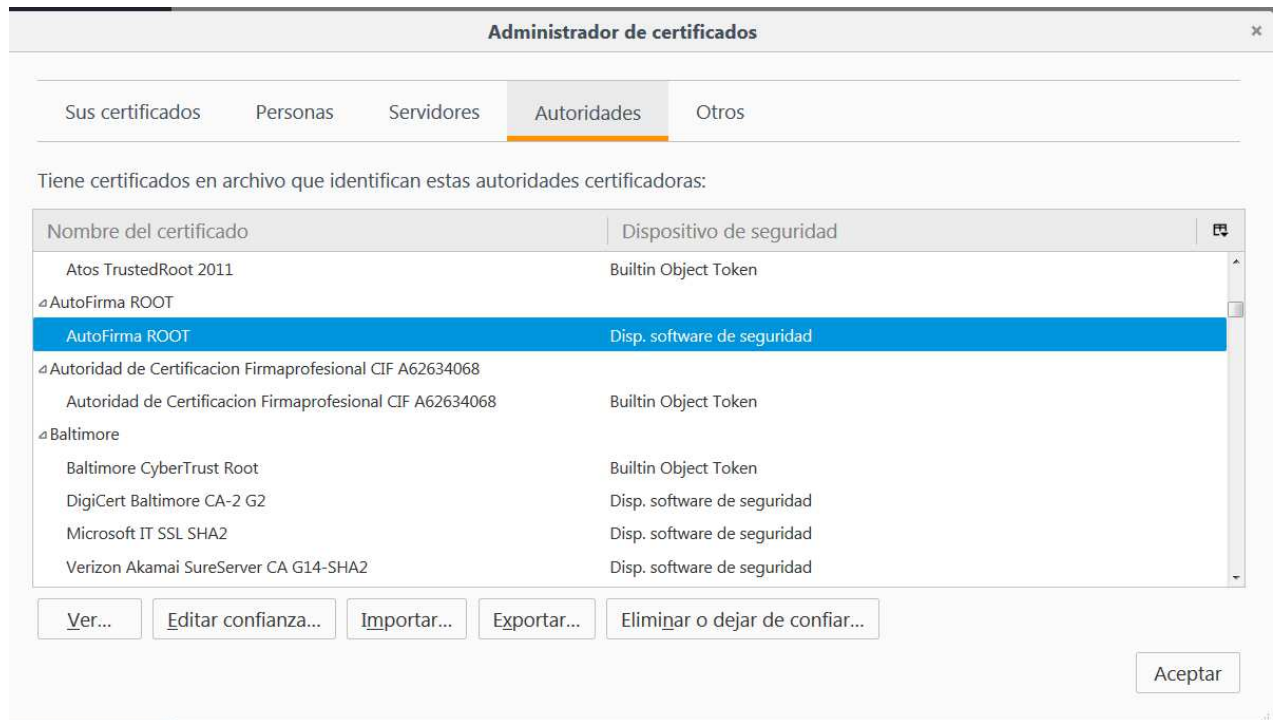 Administrador de certificados
Sus certificados Personas Servidores Autoridades Otros
Tiene certificados en archivo que identifican estas autoridades certificadoras:
Nombre del certificado Dispositivo de seguridad
Atos TrustedRoot 2011 Builtin Object Token
AutoFirma ROOT
AutoFirma ROOT Disp. software de seguridad
Autoridad de Certificacion Firmaprofesional CIF A62634068
Autoridad de Certificacion Firmaprofesional CIF A62634068 Builtin Object Token
Baltimore
Baltimore CyberTrust Root Builtin Object Token
DigiCert Baltimore CA-2 G2 Disp. software de seguridad
Microsoft IT SSL SHA2 Disp. software de seguridad
Verizon Akamai SureServer CA G14-SHA2 Disp. software de seguridad
Ver... Editar confianza... Importar... Exportar... Eliminar o dejar de confiar...
Aceptar